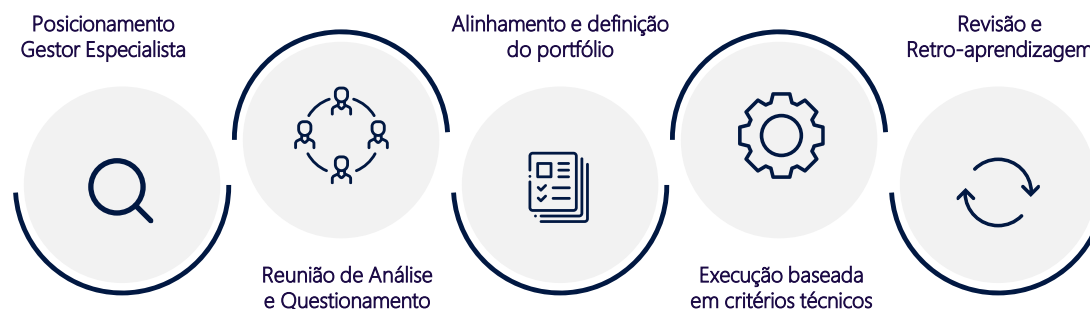 Posicionamento
Gestor Especialista
Reunião de Análise
e Questionamento
Alinhamento e definição
do portfólio
Execução baseada
em critérios técnicos
Revisão e
Retro-aprendizagem